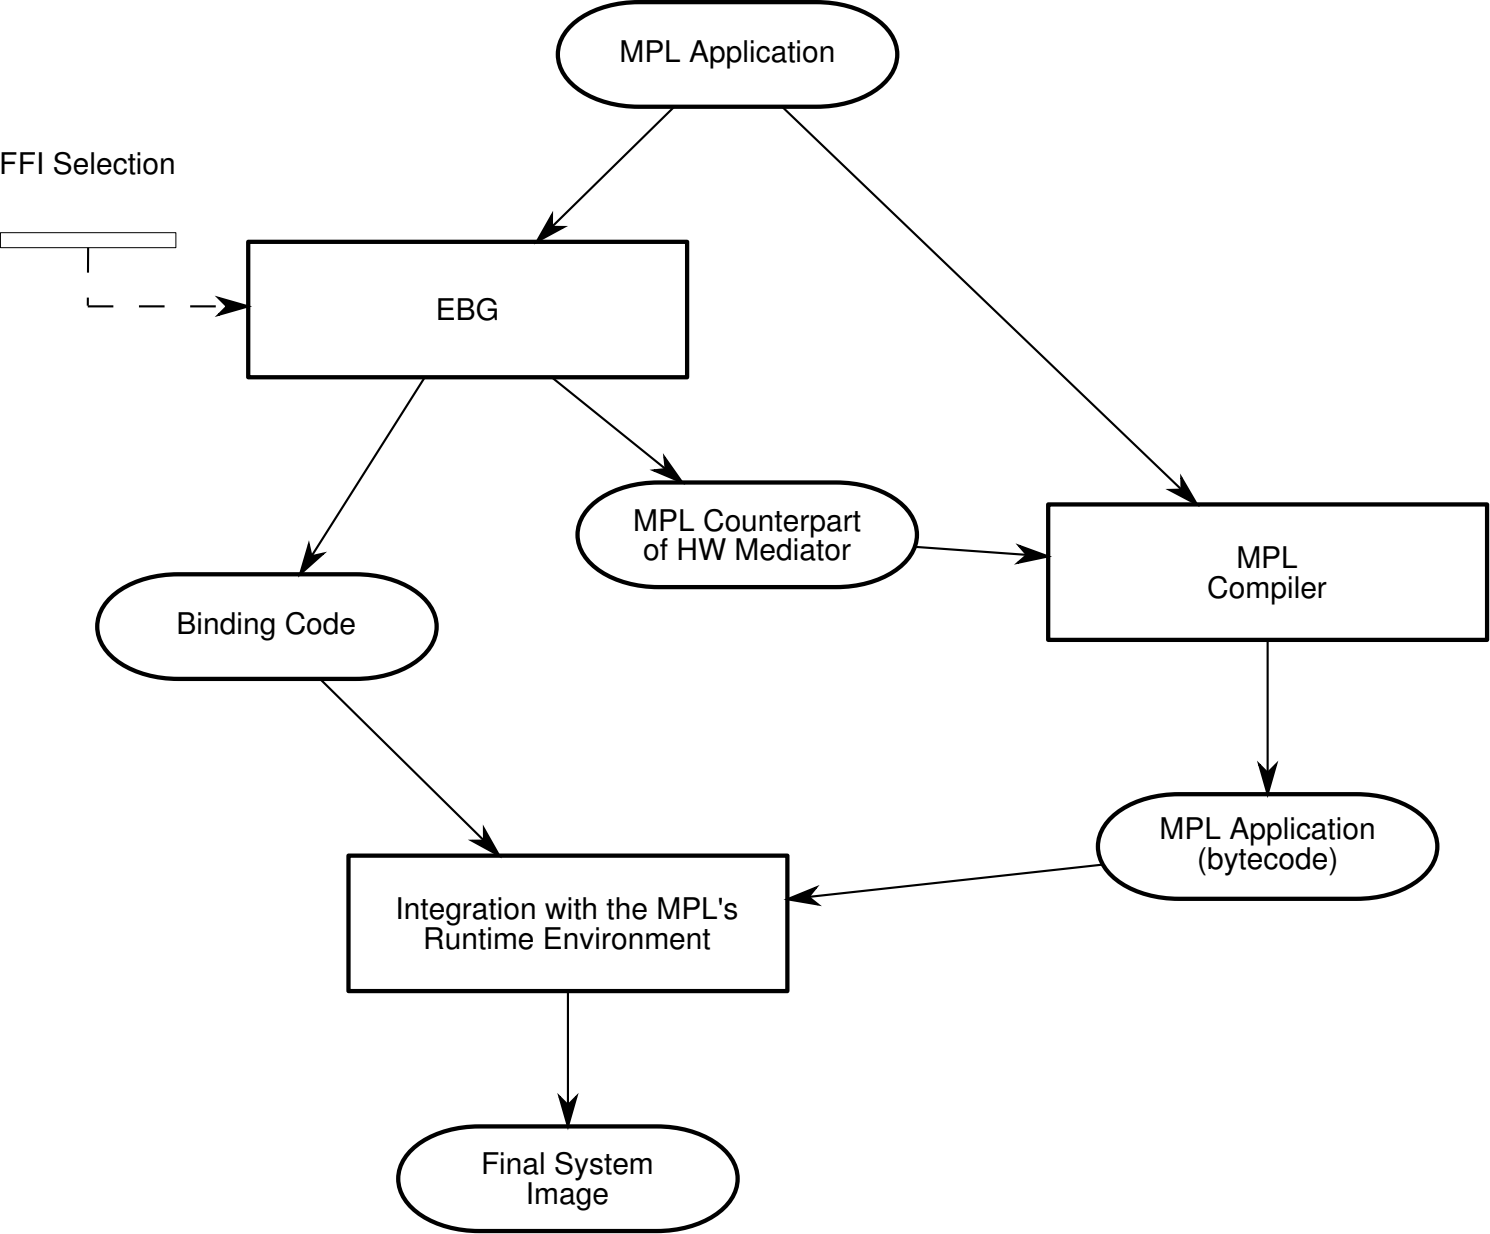 MPL Application
FFI Selection
EBG
MPL Counterpart
of HW Mediator
MPL
Compiler
Binding Code
MPL Application
(bytecode)
Integration with the MPL's
Runtime Environment
Final System
Image